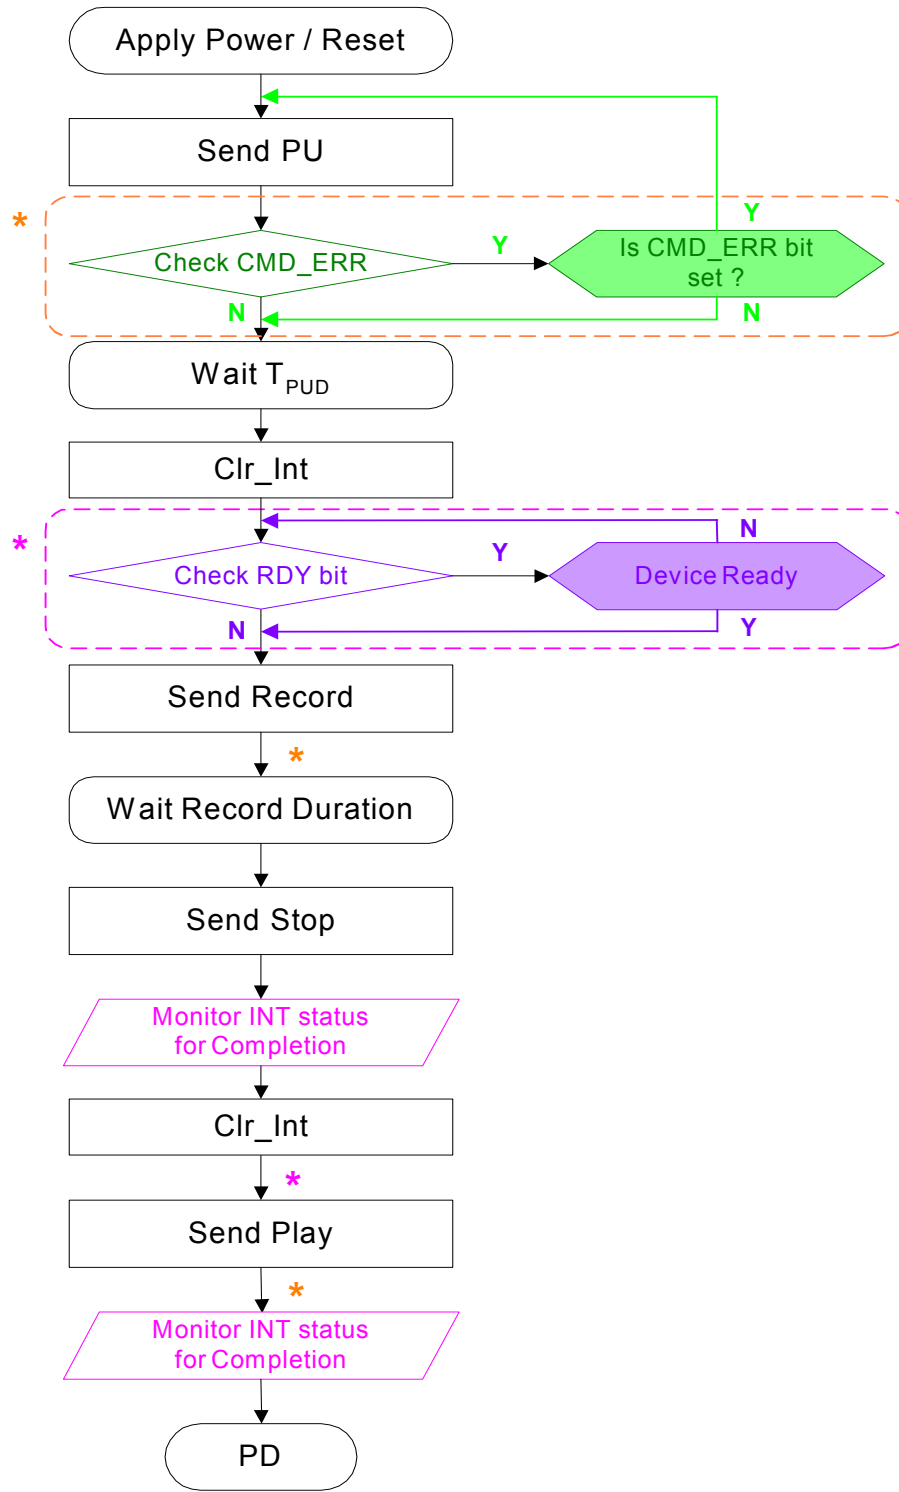 Apply Power / Reset
Send PU
*
Y
Check CMD_ERR
Y
Is CMD_ERR bit
set ?
N
N
Wait TPUD
Clr_Int
*
N
Check RDY bit
Y
Device Ready
N
Y
Send Record
*
Wait Record Duration
Send Stop
Monitor INT status
for Completion
Clr_Int
*
Send Play
*
Monitor INT status
for Completion
PD